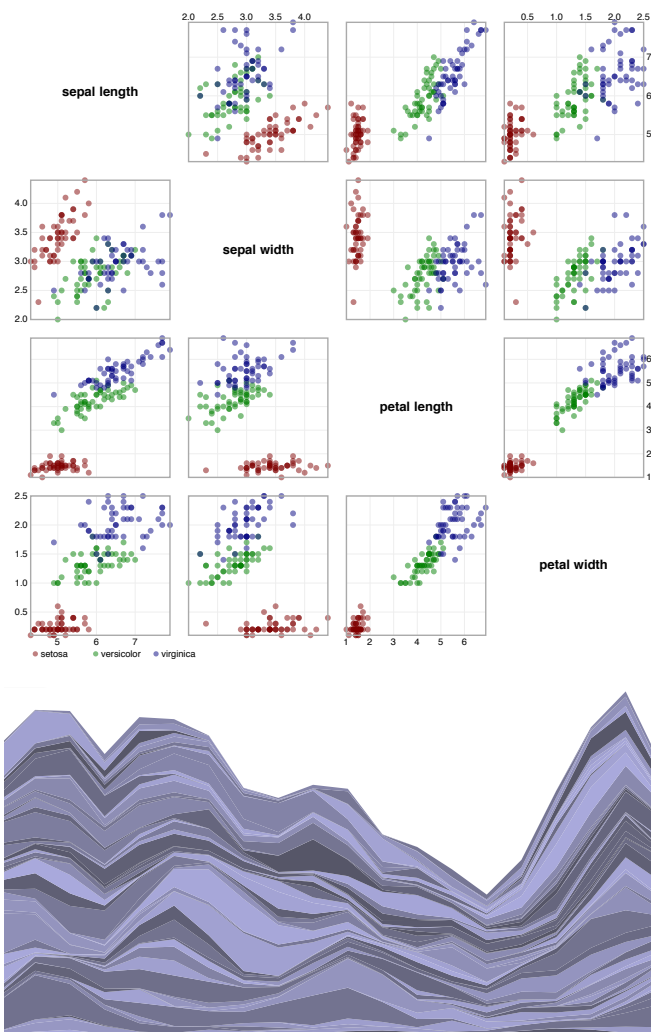 2.0 2.5 3.0 3.5 4.0 0.5 1.0 1.5 2.0 2.5
7
sepal length
6
5
4.0
3.5
sepal width
3.0
2.5
2.0
6
5
petal length
4
3
2
1
2.5
2.0
petal width
1.5
1.0
0.5
5 6 7 1 2 3 4 5 6
setosa versicolor virginica